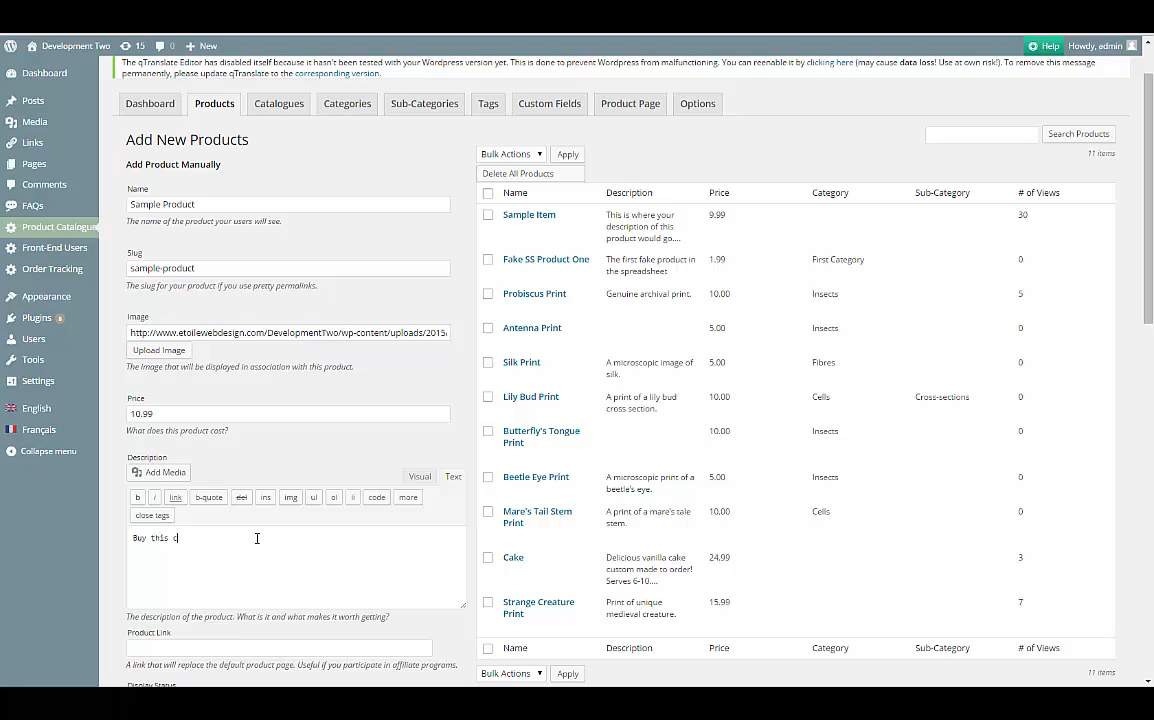 Development Two
15
0
New
Help
Howdy, admin
The qTranslate Editor has disabled itself because it hasn't been tested with your Wordpress version yet. This is done to prevent Wordpress from malfunctioning. You can reenable it by clicking here (may cause data loss! Use at own risk!). To remove this message
permanently, please update qTranslate to the corresponding version.
Dashboard
Posts
Media
Links
Pages
Comments
FAQs
Product Catalogue
Front-End Users
Order Tracking
Appearance
Plugins 8
Users
Tools
Settings
English
Français
Collapse menu
Dashboard
Products
Catalogues
Categories
Sub-Categories
Tags
Custom Fields
Product Page
Options
Add New Products
Add Product Manually
Name
Sample Product
The name of the product your users will see.
Slug
sample-product
The slug for your product if you use pretty permalinks.
Image
http://www.etoilewebdesign.com/DevelopmentTwo/wp-content/uploads/2015/
Upload Image
The image that will be displayed in association with this product.
Price
10.99
What does this product cost?
Description
Add Media
Visual
Text
b
i
link
b-quote
del
ins
img
ul
ol
li
code
more
close tags
Buy this c
The description of the product. What is it and what makes it worth getting?
Product Link
A link that will replace the default product page. Useful if you participate in affiliate programs.
Display Status
Search Products
Bulk Actions
Apply
11 items
Delete All Products
Name Description Price Category Sub-Category # of Views
Sample Item This is where your 9.99 30
description of this
product would go....
Fake SS Product One The first fake product in 1.99 First Category 0
the spreadsheet
Probiscus Print Genuine archival print. 10.00 Insects 5
Antenna Print 5.00 Insects 0
Silk Print A microscopic image of 5.00 Fibres 0
silk.
Lily Bud Print A print of a lily bud 10.00 Cells Cross-sections 0
cross section.
Butterfly's Tongue 10.00 Insects 0
Print
Beetle Eye Print A microscopic print of a 5.00 Insects 0
beetle's eye.
Mare's Tail Stem A print of a mare's tale 10.00 Cells 0
Print stem.
Cake Delicious vanilla cake 24.99 3
custom made to order!
Serves 6-10....
Strange Creature Print of unique 15.99 7
Print medieval creature.
Name Description Price Category Sub-Category # of Views
Bulk Actions
Apply
11 items